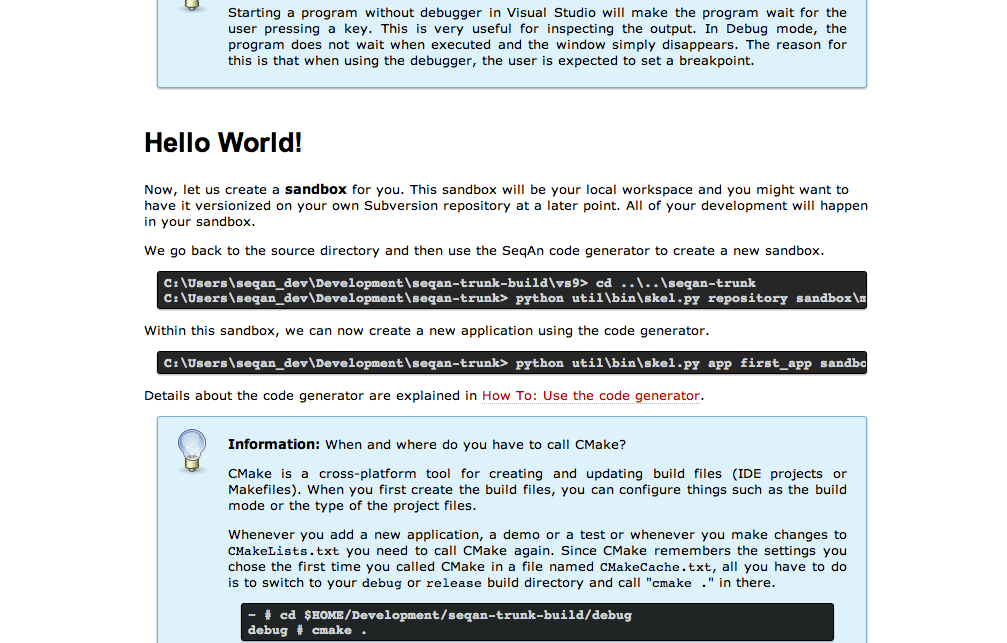 Starting a program without debugger in Visual Studio will make the program wait for the
user pressing a key. This is very useful for inspecting the output. In Debug mode, the
program does not wait when executed and the window simply disappears. The reason for
this is that when using the debugger, the user is expected to set a breakpoint.
Hello World!
Now, let us create a sandbox for you. This sandbox will be your local workspace and you might want to
have it versionized on your own Subversion repository at a later point. All of your development will happen
in your sandbox.
We go back to the source directory and then use the SeqAn code generator to create a new sandbox.
C:\Users\seqan_dev\Development\seqan-trunk-build\vs9> cd ..\..\seqan-trunk
C:\Users\seqan_dev\Development\seqan-trunk> python util\bin\skel.py repository sandbox\
Within this sandbox, we can now create a new application using the code generator.
C:\Users\seqan_dev\Development\seqan-trunk> python util\bin\skel.py app first_app sandbo
Details about the code generator are explained in How To: Use the code generator.
Information: When and where do you have to call CMake?
CMake is a cross-platform tool for creating and updating build files (IDE projects or
Makefiles). When you first create the build files, you can configure things such as the build
mode or the type of the project files.
Whenever you add a new application, a demo or a test or whenever you make changes to
CMakeLists.txt you need to call CMake again. Since CMake remembers the settings you
chose the first time you called CMake in a file named CMakeCache.txt, all you have to do
is to switch to your debug or release build directory and call "cmake ." in there.
~ # cd $HOME/Development/seqan-trunk-build/debug
debug # cmake .